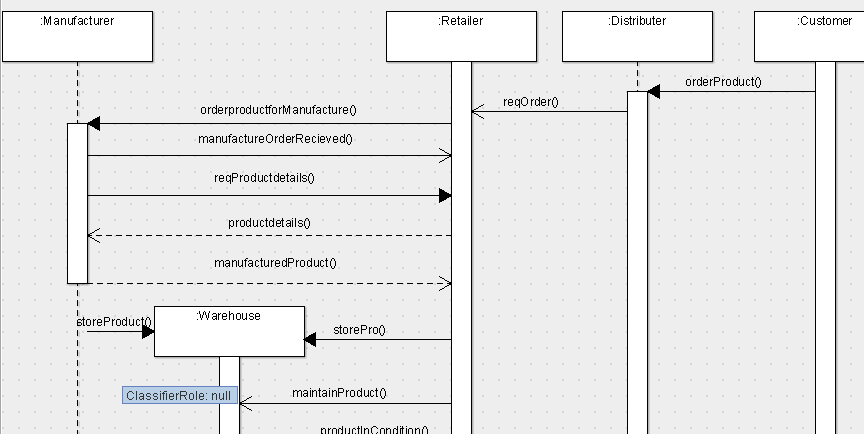 :Manufacturer
:Retailer
:Distributer
:Customer
orderProduct()
reqOrder()
orderproductforManufacture()
manufactureOrderRecieved()
reqProductdetails()
productdetails()
manufacturedProduct()
storeProduct()
:Warehouse
storePro()
ClassifierRole: null
maintainProduct()
productInCondition()